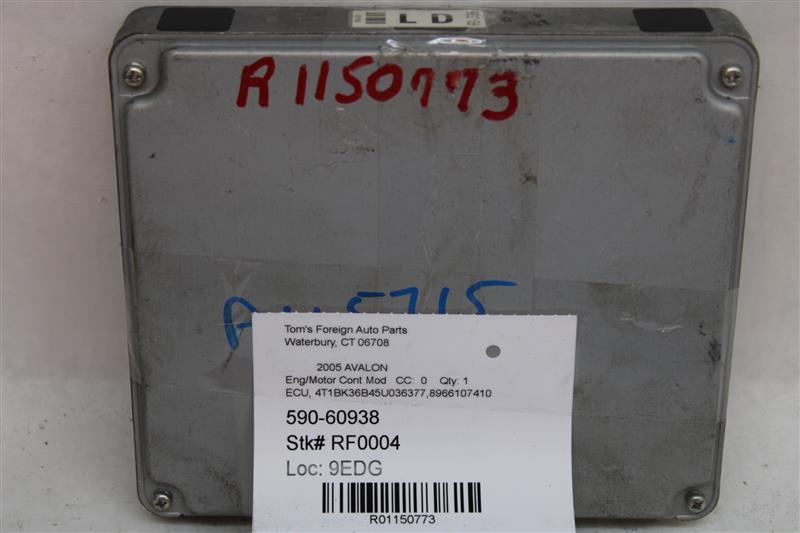 LD
R1150773
Tom's Foreign Auto Parts
Waterbury, CT 06708
2005 AVALON
Eng/Motor Cont Mod CC: 0 Qty: 1
ECU, 4T1BK36B45U036377,8966107410
590-60938
Stk# RF0004
Loc: 9EDG
R01150773